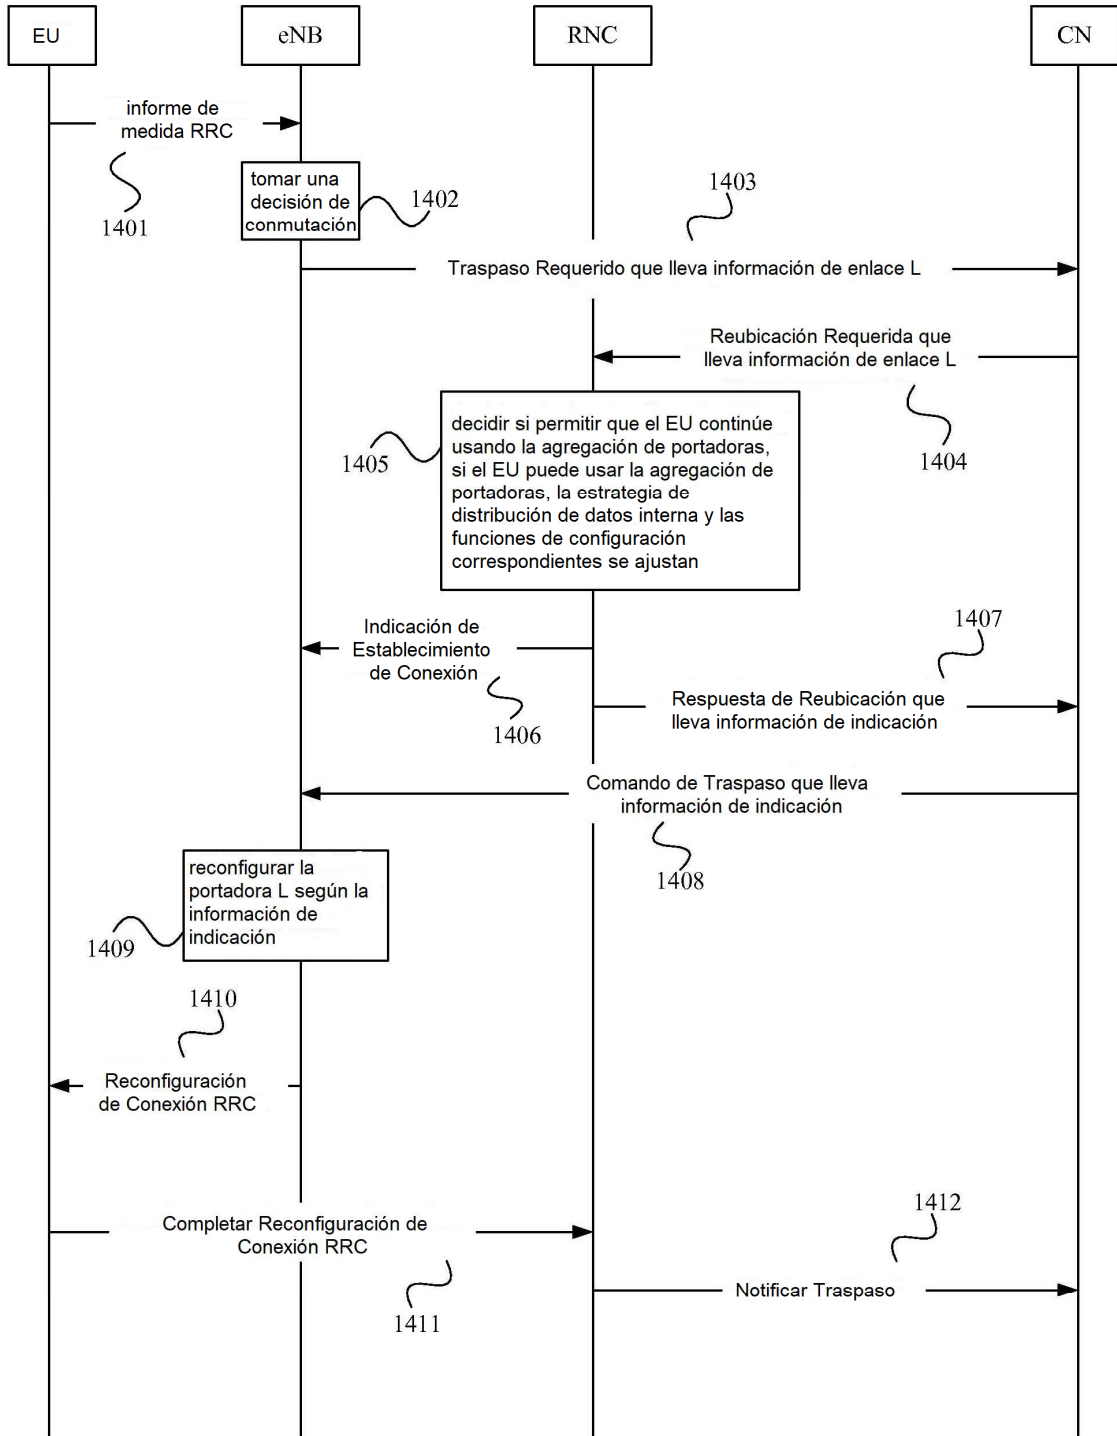 EU
eNB
RNC
CN
informe de
medida RRC
1401
tomar una
decisión de
conmutación
1402
1403
Traspaso Requerido que lleva información de enlace L
Reubicación Requerida que
lleva información de enlace L
1404
decidir si permitir que el EU continúe
usando la agregación de portadoras,
si el EU puede usar la agregación de
portadoras, la estrategia de
distribución de datos interna y las
funciones de configuración
correspondientes se ajustan
1405
Indicación de
Establecimiento
de Conexión
1406
1407
Respuesta de Reubicación que
lleva información de indicación
Comando de Traspaso que lleva
información de indicación
1408
reconfigurar la
portadora L según la
información de
indicación
1409
1410
Reconfiguración
de Conexión RRC
Completar Reconfiguración de
Conexión RRC
1411
1412
Notificar Traspaso